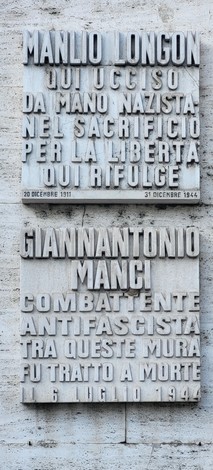 MANLIO LONGON
QUI UCCISO
DA MANO NAZISTA.
NEL SACRIFICIO
PER LA LIBERTÀ
QUI RIFULGE
20 DICEMBRE 1911 31 DICEMBRE 1944
GIANNANTONIO
MANCI
COMBATTENTE
ANTIFASCISTA
TRA QUESTE MURA
FU TRATTO A MORTE
IL 6 LUGLIO 1944